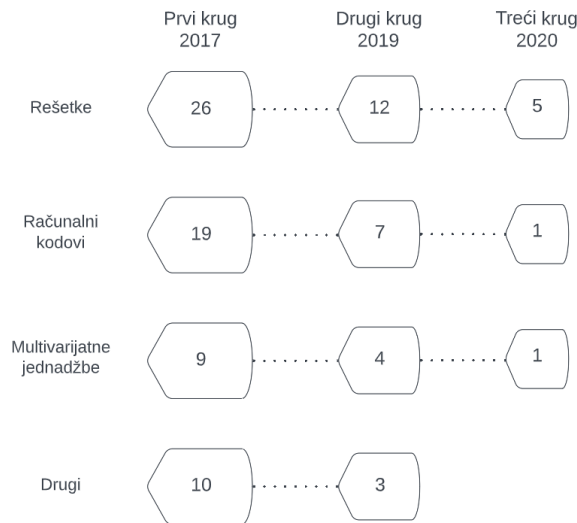 Prvi krug
2017
Drugi krug
2019
Treći krug
2020
Rešetke
26
12
5
Računalni
kodovi
19
7
1
Multivarijatne
jednadžbe
9
4
1
Drugi
10
3